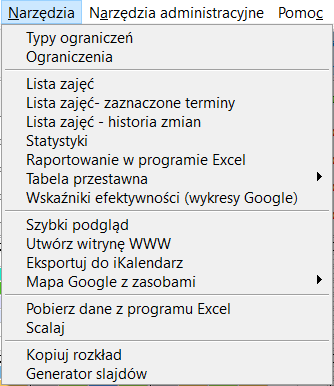 Narzędzia Narzędzia administracyjne Pomoc
Typy ograniczeń
Ograniczenia
Lista zajęć
Lista zajęć- zaznaczone terminy
Lista zajęć - historia zmian
Statystyki
Raportowanie w programie Excel
Tabela przestawna
Wskaźniki efektywności (wykresy Google)
Szybki podgląd
Utwórz witrynę WWW
Eksportuj do iKalendarz
Mapa Google z zasobami
Pobierz dane z programu Excel
Scalaj
Kopiuj rozkład
Generator slajdów